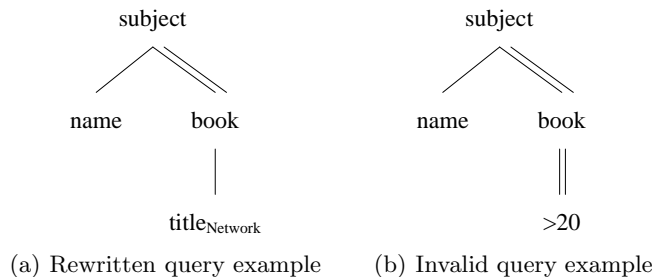 subject subject
name book name book
title_Network >20
(a) Rewritten query example (b) Invalid query example